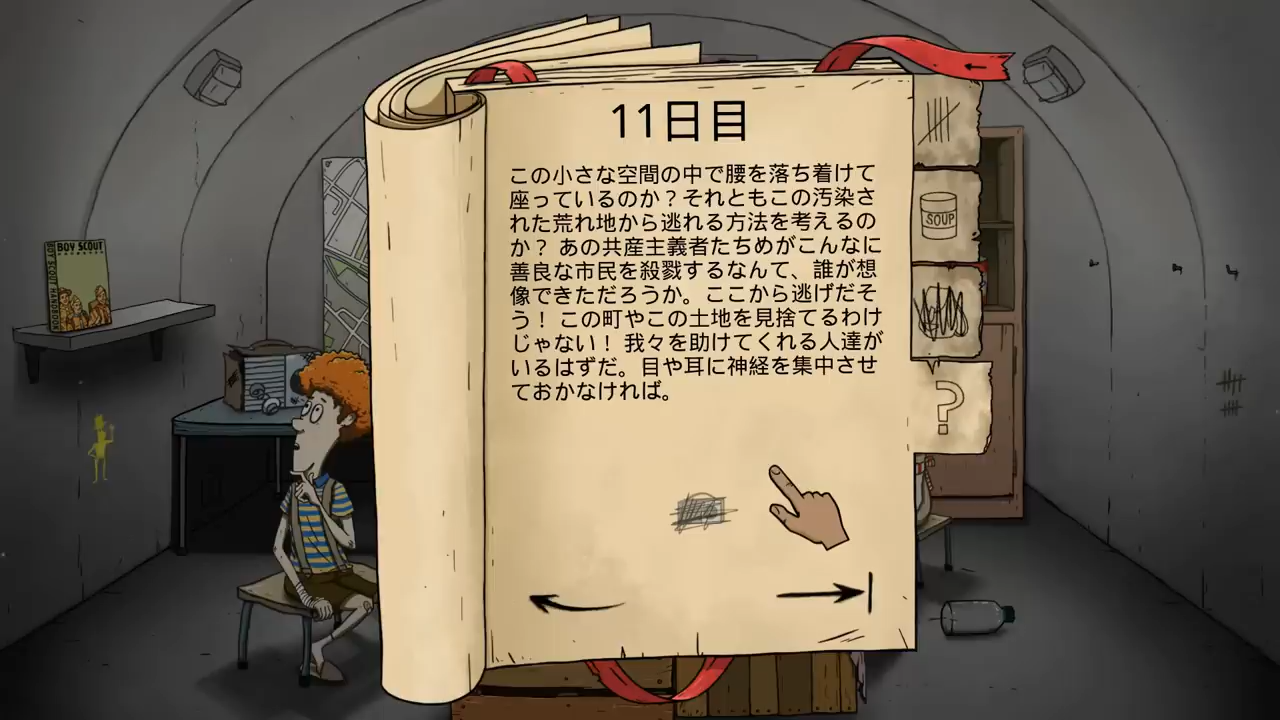 11日目
この小さな空間の中で腰を落ち着けて
座っているのか？それともこの汚染さ
れた荒れ地から逃れる方法を考えるの
か？ あの共産主義者たちめがこんなに
善良な市民を殺戮するなんて、誰が想
像できただろうか。ここから逃げだそ
う！ この町やこの土地を見捨てるわけ
じゃない！ 我々を助けてくれる人達が
いるはずだ。目や耳に神経を集中させ
ておかなければ。
SOUP
?
BOY SCOUT
BOY SCOUT HANDBOOK